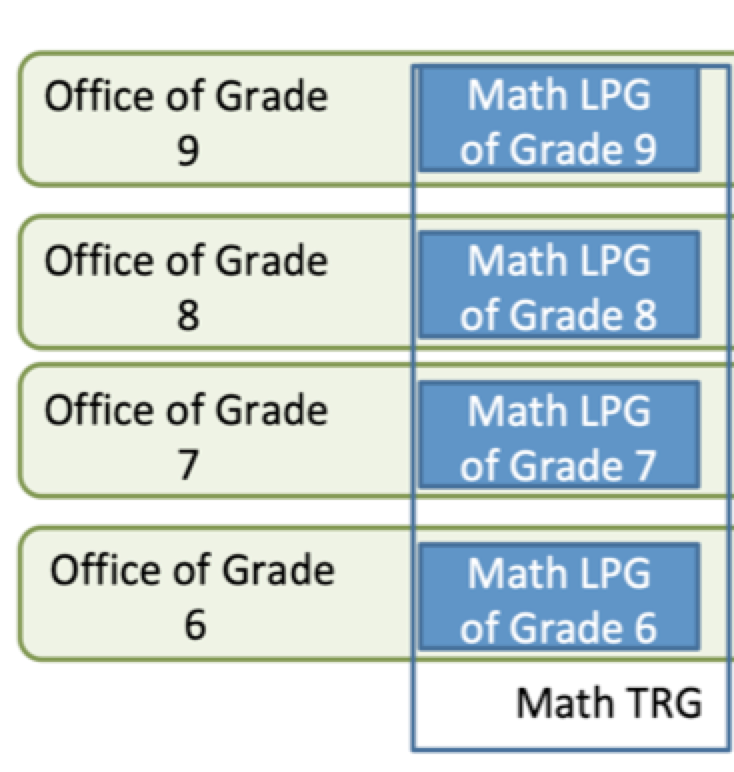 Office of Grade
9
Math LPG
of Grade 9
Office of Grade
8
Math LPG
of Grade 8
Office of Grade
7
Math LPG
of Grade 7
Office of Grade
6
Math LPG
of Grade 6
Math TRG